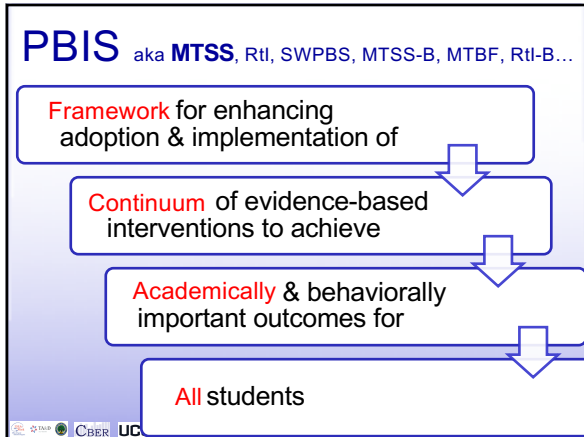 PBIS aka MTSS, RtI, SWPBS, MTSS-B, MTBF, RtI-B…
Framework for enhancing
adoption & implementation of
Continuum of evidence-based
interventions to achieve
Academically & behaviorally
important outcomes for
All students
CBER UC